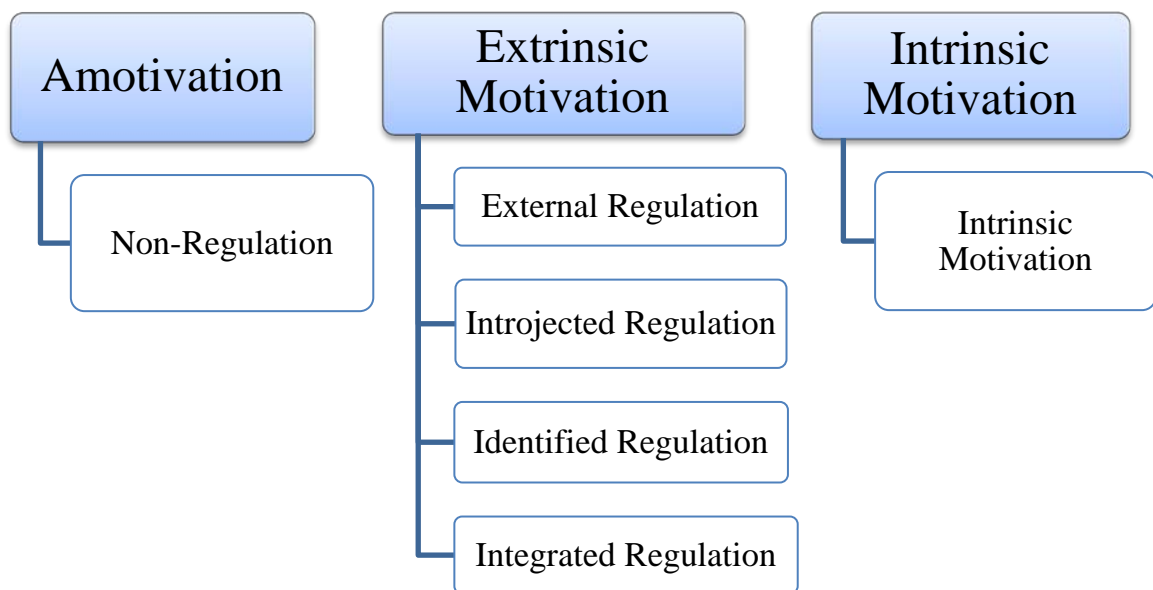 Amotivation
Non-Regulation
Extrinsic
Motivation
External Regulation
Introjected Regulation
Identified Regulation
Integrated Regulation
Intrinsic
Motivation
Intrinsic
Motivation